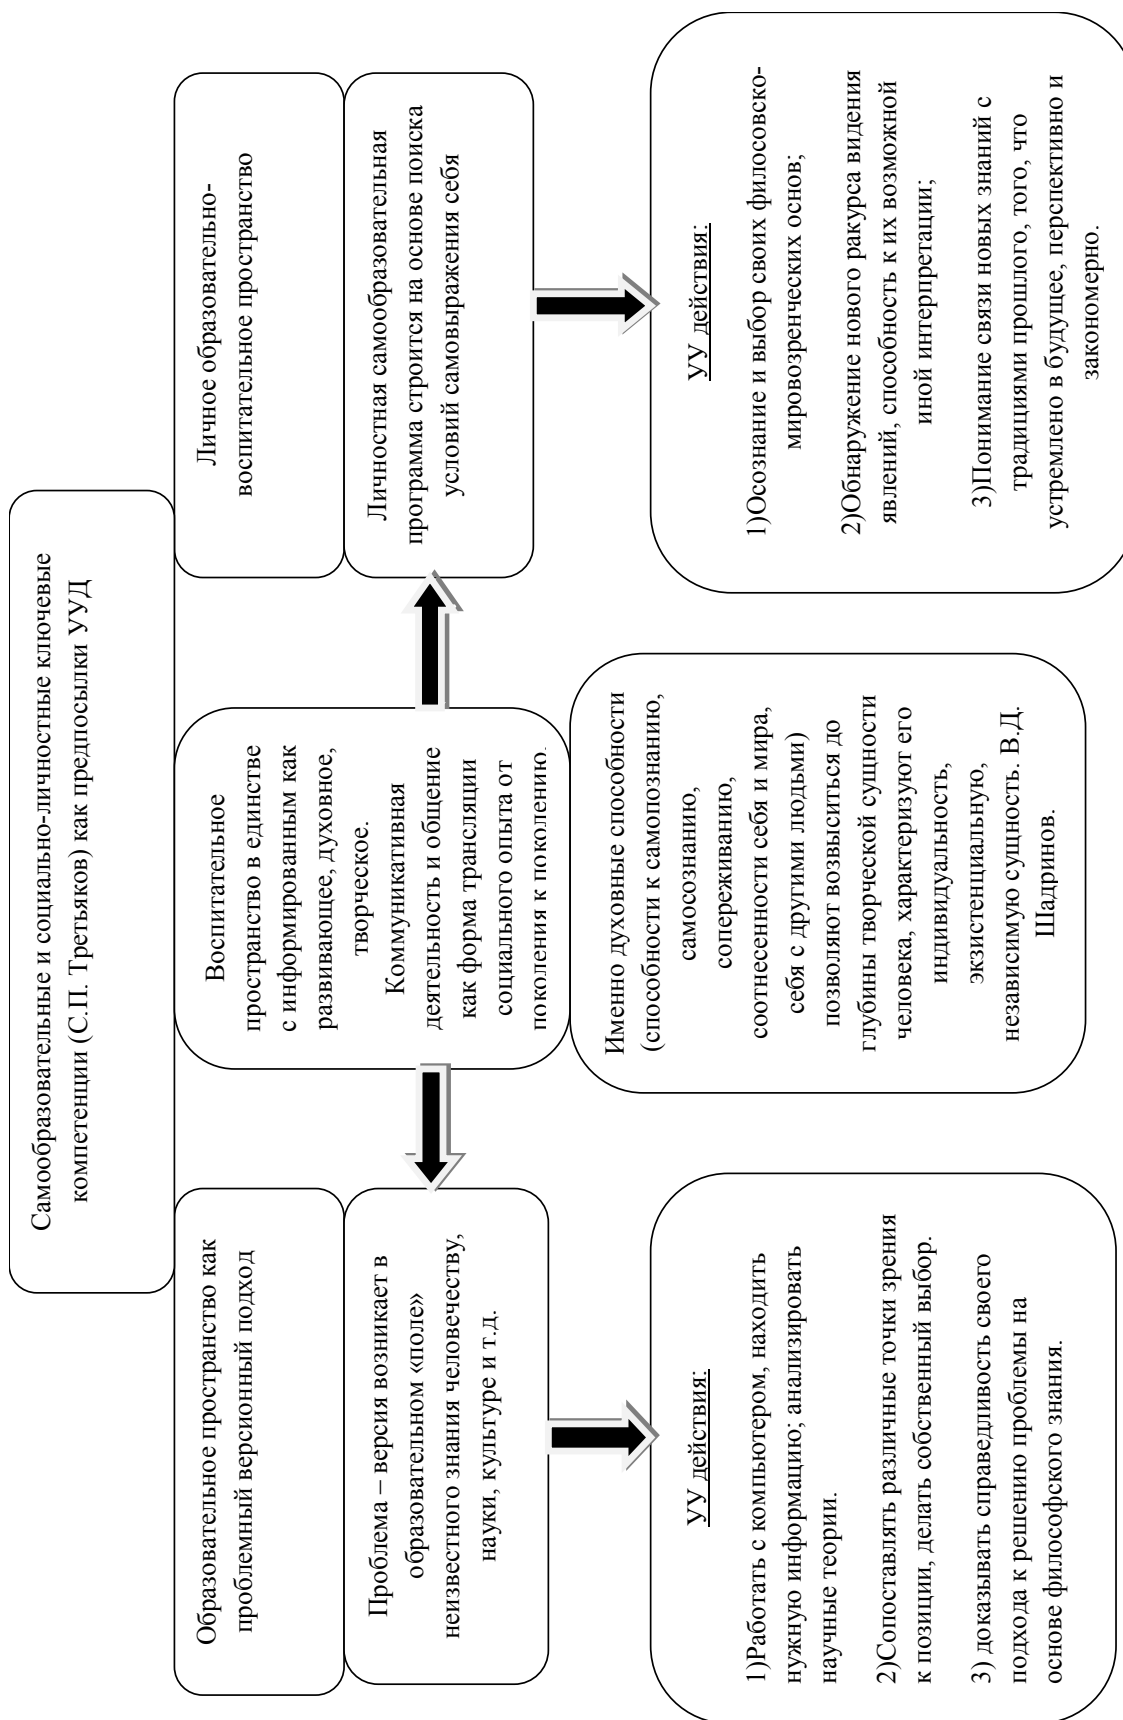 Самообразовательные и социально-личностные ключевые
компетенции (С.П. Третьяков) как предпосылки УУД
Образовательное пространство как
проблемный версионный подход
Проблема – версия возникает в
образовательном «поле»
неизвестного знания человечеству,
науки, культуре и т.д.
УУ действия:
1)Работать с компьютером, находить
нужную информацию; анализировать
научные теории.
2)Сопоставлять различные точки зрения
к позиции, делать собственный выбор.
3) доказывать справедливость своего
подхода к решению проблемы на
основе философского знания.
Воспитательное
пространство в единстве
с информированным как
развивающее, духовное,
творческое.
Коммуникативная
деятельность и общение
как форма трансляции
социального опыта от
поколения к поколению.
Именно духовные способности
(способности к самопознанию,
самосознанию,
сопереживанию,
соотнесенности себя и мира,
себя с другими людьми)
позволяют возвыситься до
глубины творческой сущности
человека, характеризуют его
индивидуальность,
экзистенциальную,
независимую сущность. В.Д.
Шадринов.
Личное образовательно-
воспитательное пространство
Личностная самообразовательная
программа строится на основе поиска
условий самовыражения себя
УУ действия:
1)Осознание и выбор своих философско-
мировозренческих основ;
2)Обнаружение нового ракурса видения
явлений, способность к их возможной
иной интерпретации;
3)Понимание связи новых знаний с
традициями прошлого, того, что
устремлено в будущее, перспективно и
закономерно.